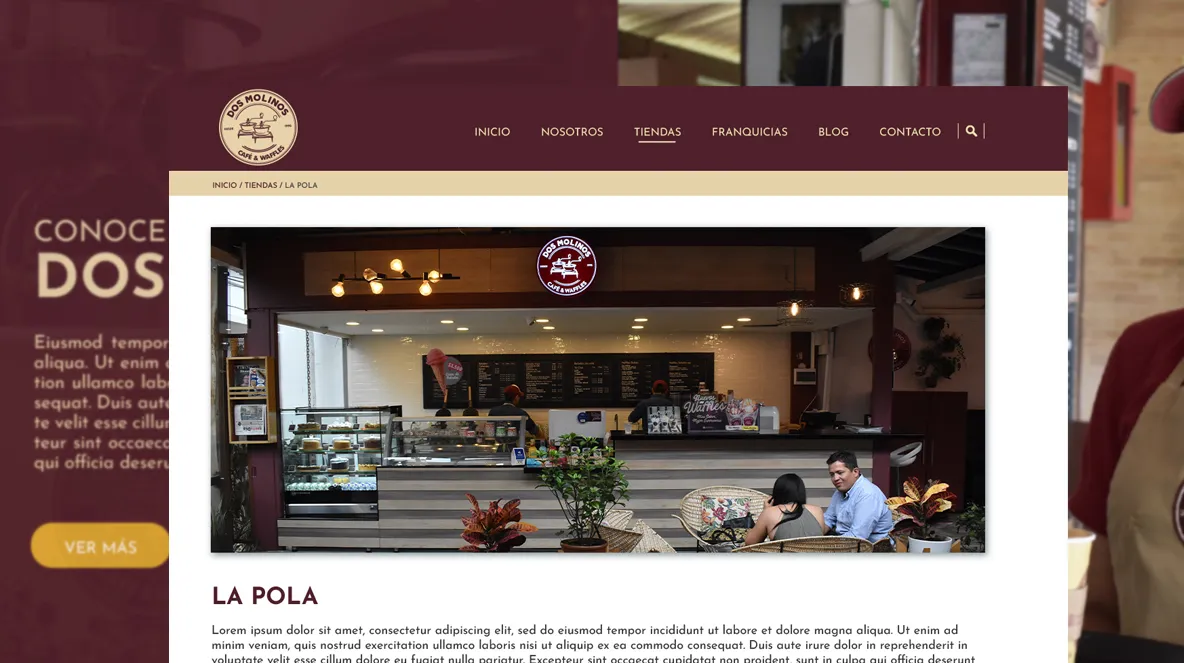 DOS MOLINOS
CAFÉ & WAFFLES
INICIO
NOSOTROS
TIENDAS
FRANQUICIAS
BLOG
CONTACTO
INICIO / TIENDAS / LA POLA
CONOCE
DOS
Eiusmod tempor
aliqua. Ut enim
tion ullamco labo
sequat. Duis aute
te velit esse cillum
teur sint occaeco
qui officia deseru
VER MÁS
DOS MOLINOS
CAFÉ & WAFFLES
Nuevos
Waffles
LA POLA
Lorem ipsum dolor sit amet, consectetur adipiscing elit, sed do eiusmod tempor incididunt ut labore et dolore magna aliqua. Ut enim ad
minim veniam, quis nostrud exercitation ullamco laboris nisi ut aliquip ex ea commodo consequat. Duis aute irure dolor in reprehenderit in
voluptate velit esse cillum dolore eu fugiat nulla pariatur. Excepteur sint occaecat cupidatat non proident, sunt in culpa qui officia deserunt